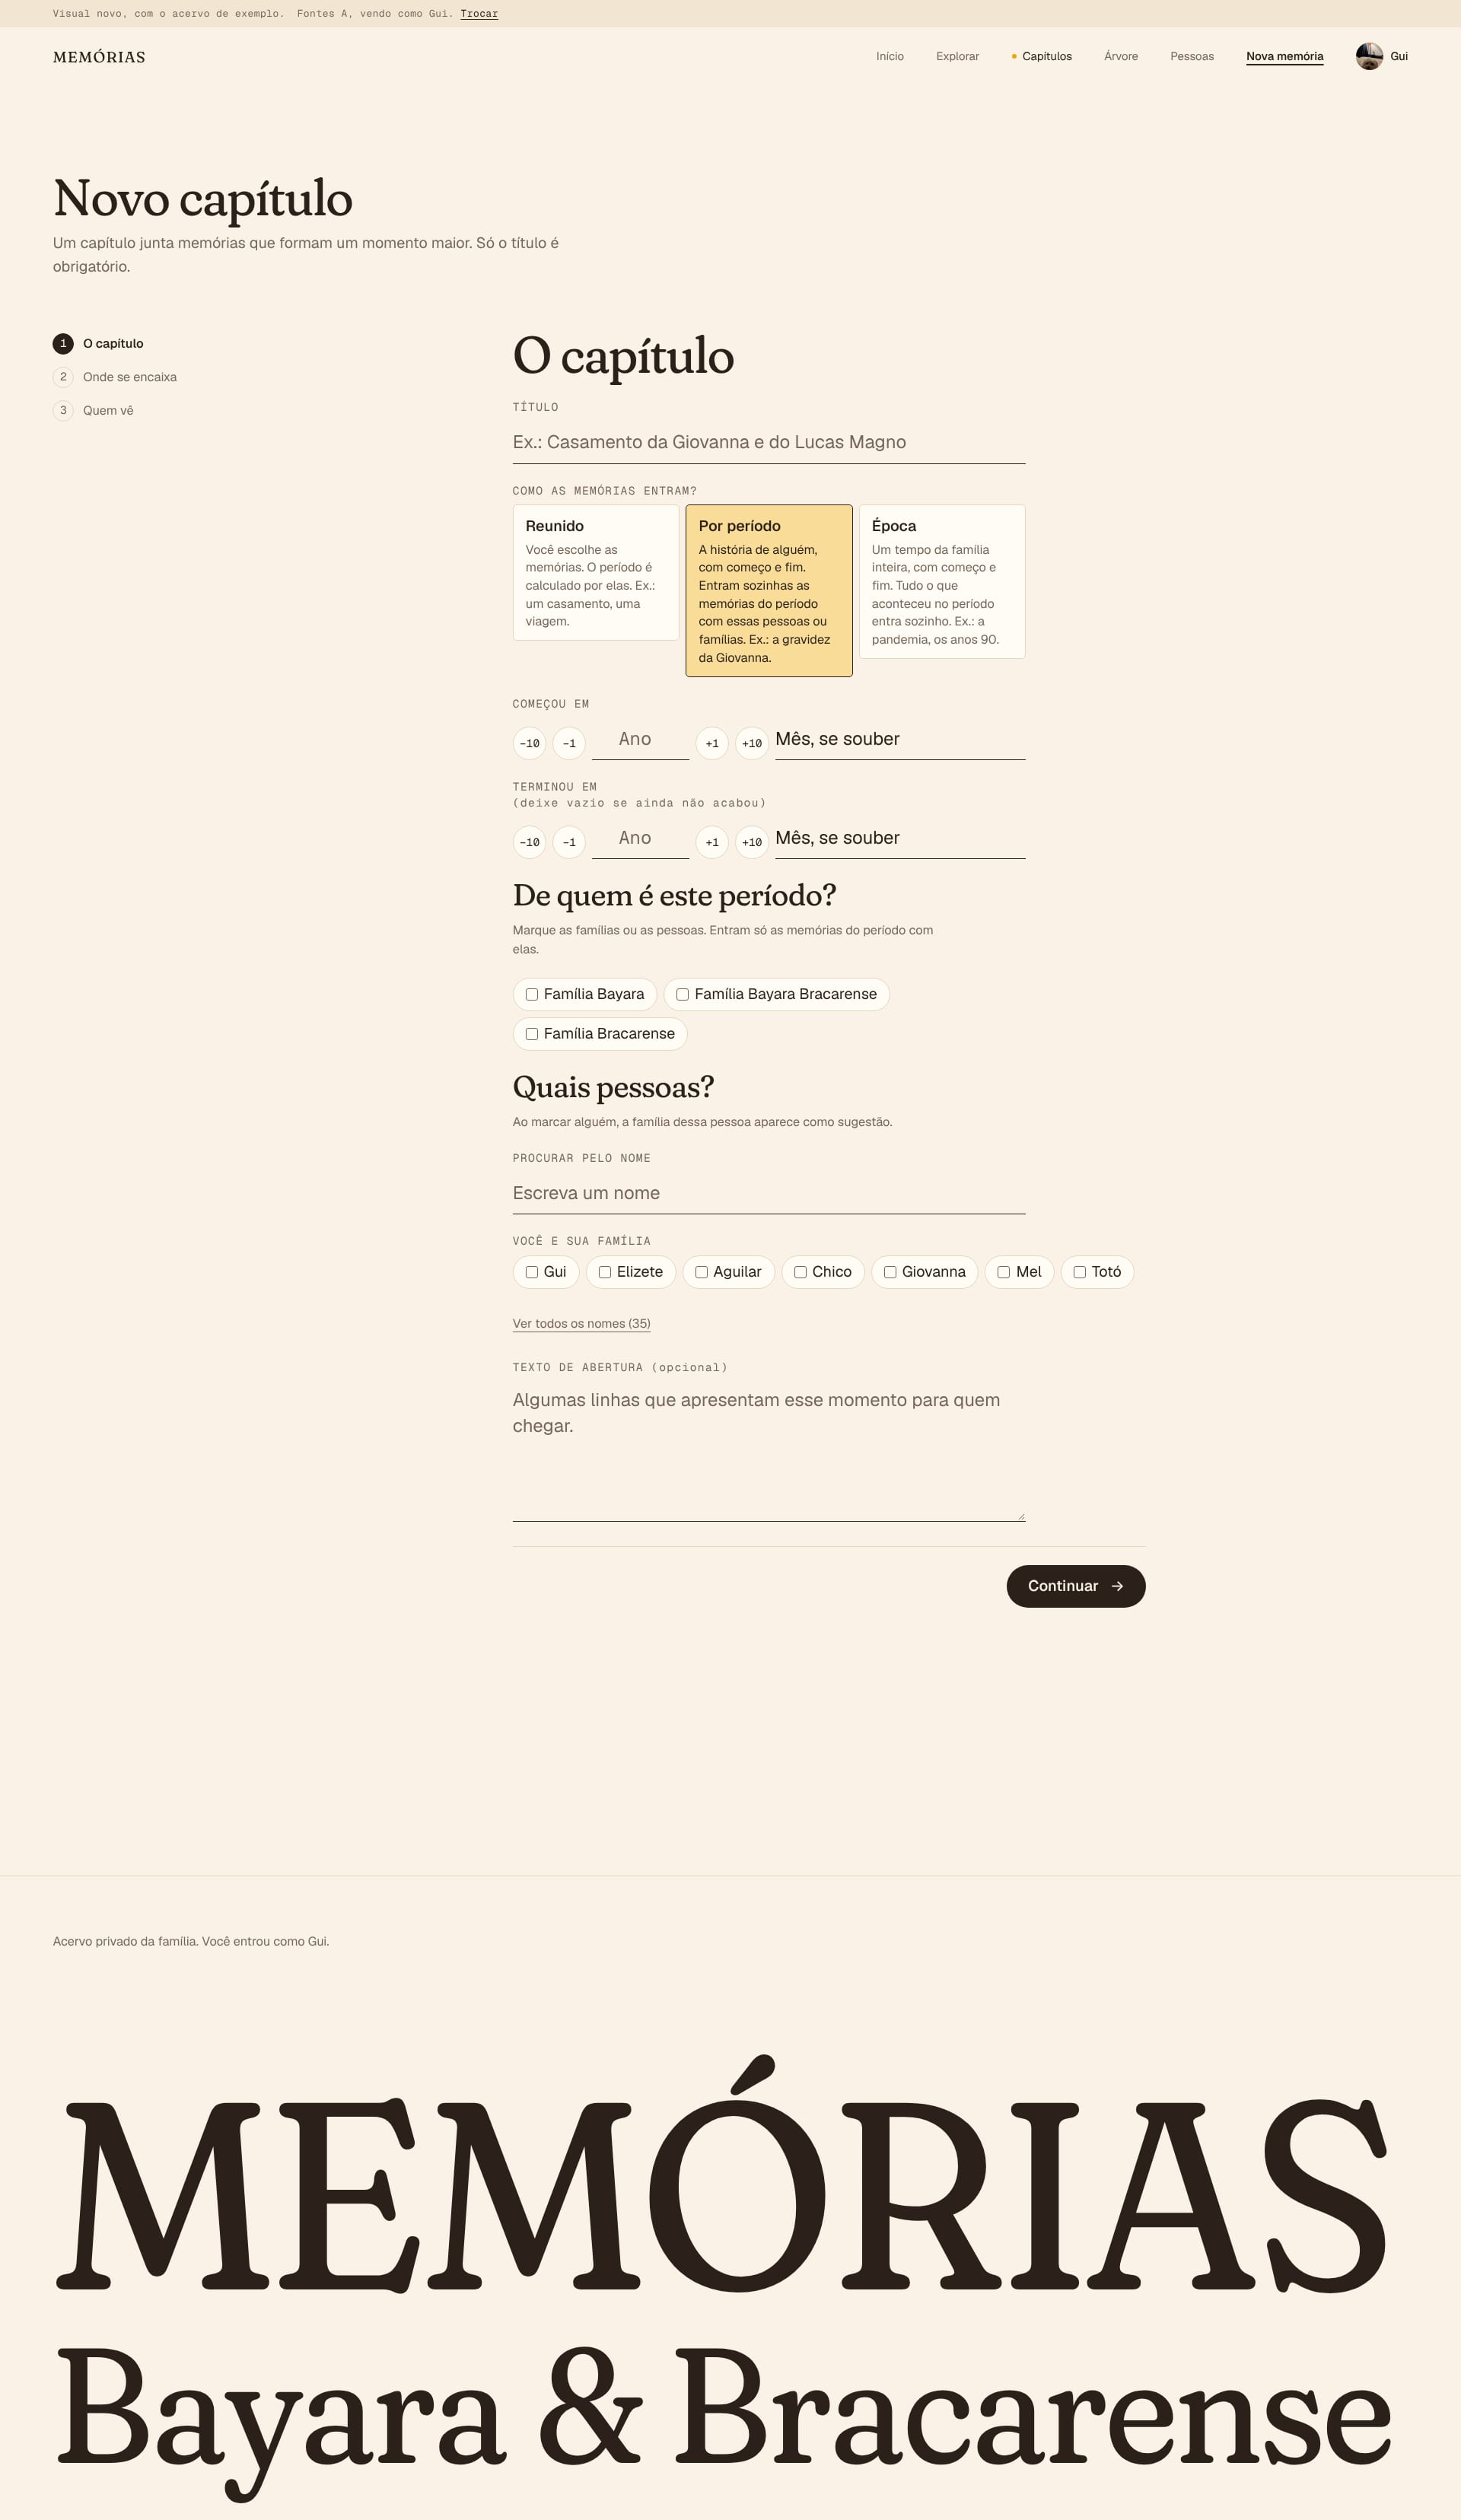 Visual novo, com o acervo de exemplo. Fontes A, vendo como Gui. Trocar
MEMÓRIAS
Início
Explorar
Capítulos
Árvore
Pessoas
Nova memória
Gui
Novo capítulo
Um capítulo junta memórias que formam um momento maior. Só o título é
obrigatório.
1 O capítulo
2 Onde se encaixa
3 Quem vê
O capítulo
TÍTULO
Ex.: Casamento da Giovanna e do Lucas Magno
COMO AS MEMÓRIAS ENTRAM?
Reunido
Você escolhe as
memórias. O período é
calculado por elas. Ex.:
um casamento, uma
viagem.
Por período
A história de alguém,
com começo e fim.
Entram sozinhas as
memórias do período
com essas pessoas ou
famílias. Ex.: a gravidez
da Giovanna.
Época
Um tempo da família
inteira, com começo e
fim. Tudo o que
aconteceu no período
entra sozinho. Ex.: a
pandemia, os anos 90.
COMEÇOU EM
−10 −1 Ano +1 +10 Mês, se souber
TERMINOU EM
(deixe vazio se ainda não acabou)
−10 −1 Ano +1 +10 Mês, se souber
De quem é este período?
Marque as famílias ou as pessoas. Entram só as memórias do período com
elas.
Família Bayara
Família Bayara Bracarense
Família Bracarense
Quais pessoas?
Ao marcar alguém, a família dessa pessoa aparece como sugestão.
PROCURAR PELO NOME
Escreva um nome
VOCÊ E SUA FAMÍLIA
Gui
Elizete
Aguilar
Chico
Giovanna
Mel
Totó
Ver todos os nomes (35)
TEXTO DE ABERTURA (opcional)
Algumas linhas que apresentam esse momento para quem
chegar.
Continuar →
Acervo privado da família. Você entrou como Gui.
MEMÓRIAS
Bayara & Bracarense